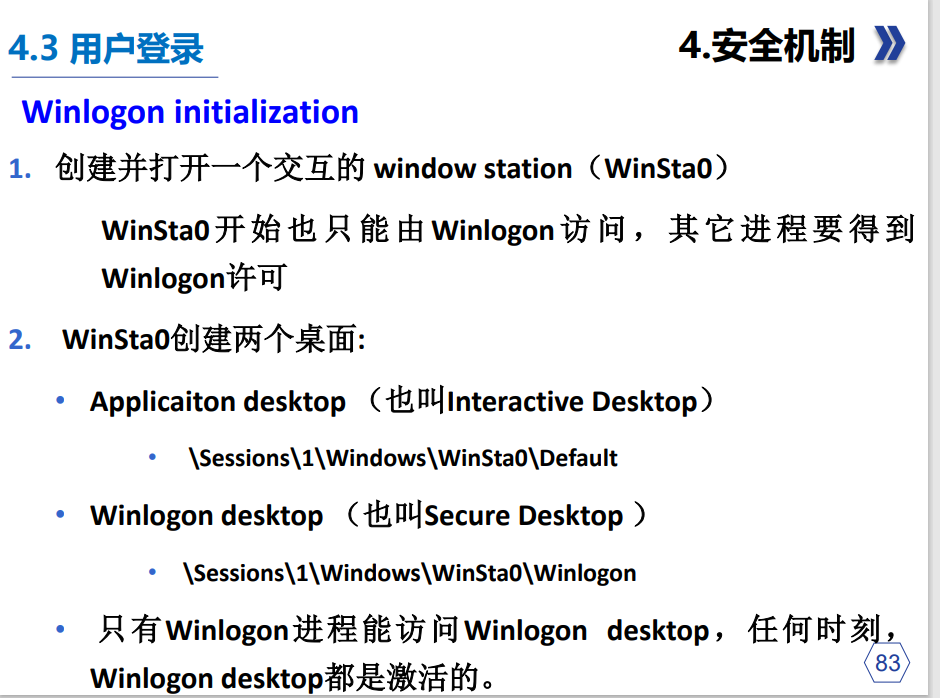 4.3 用户登录
4.安全机制
Winlogon initialization
1. 创建并打开一个交互的 window station（WinSta0）
WinSta0开始也只能由Winlogon访问，其它进程要得到
Winlogon许可
2. WinSta0创建两个桌面:
• Applicaiton desktop （也叫Interactive Desktop）
• \Sessions\1\Windows\WinSta0\Default
• Winlogon desktop （也叫Secure Desktop ）
• \Sessions\1\Windows\WinSta0\Winlogon
• 只有Winlogon进程能访问Winlogon desktop，任何时刻，
Winlogon desktop都是激活的。
83